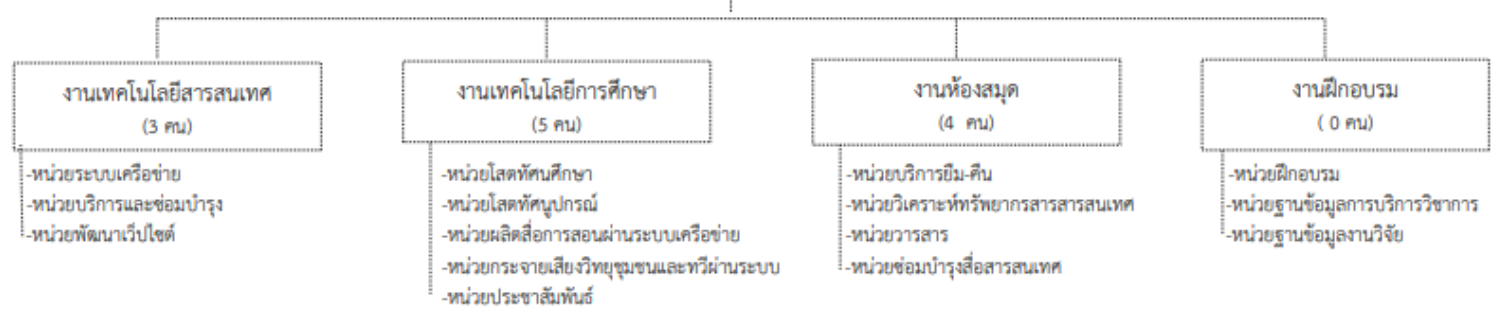 งานเทคโนโลยีสารสนเทศ
(3 คน)
-หน่วยระบบเครือข่าย
-หน่วยบริการและซ่อมบำรุง
-หน่วยพัฒนาเว็ปไซต์
งานเทคโนโลยีการศึกษา
(5 คน)
-หน่วยโสตทัศนศึกษา
-หน่วยโสตทัศนูปกรณ์
-หน่วยผลิตสื่อการสอนผ่านระบบเครือข่าย
-หน่วยกระจายเสียงวิทยุชุมชนและทวีผ่านระบบ
-หน่วยประชาสัมพันธ์
งานห้องสมุด
(4 คน)
-หน่วยบริการยืม-คืน
-หน่วยวิเคราะห์ทรัพยากรสารสารสนเทศ
-หน่วยวารสาร
-หน่วยซ่อมบำรุงสื่อสารสนเทศ
งานฝึกอบรม
( 0 คน)
-หน่วยฝึกอบรม
-หน่วยฐานข้อมูลการบริการวิชาการ
-หน่วยฐานข้อมูลงานวิจัย